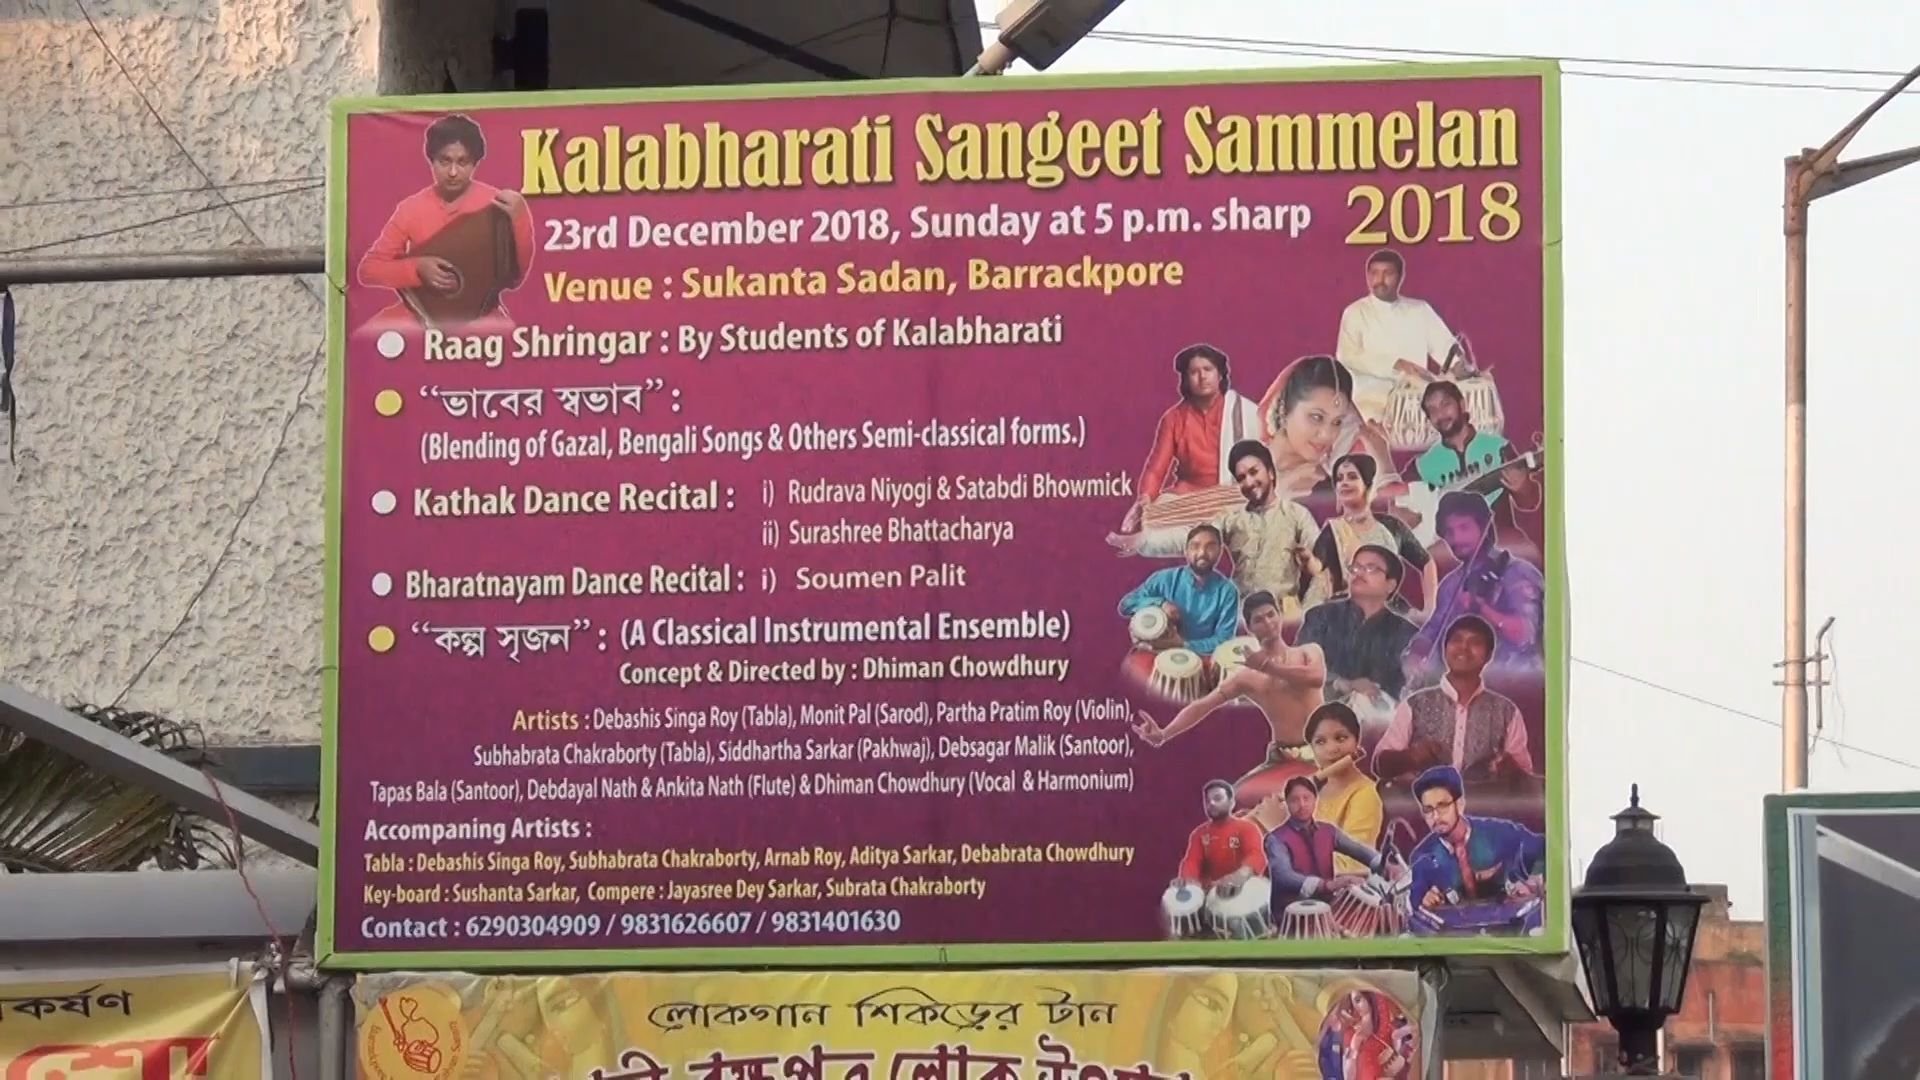 Kalabharati Sangeet Sammelan
2018
23rd December 2018, Sunday at 5 p.m. sharp
Venue : Sukanta Sadan, Barrackpore
Raag Shringar : By Students of Kalabharati
“ভাবের স্বভাব” :
(Blending of Gazal, Bengali Songs & Others Semi-classical forms.)
Kathak Dance Recital : i) Rudrava Niyogi & Satabdi Bhowmick
ii) Surashree Bhattacharya
Bharatnayam Dance Recital : i) Soumen Palit
“কল্প সৃজন” : (A Classical Instrumental Ensemble)
Concept & Directed by : Dhiman Chowdhury
Artists : Debashis Singa Roy (Tabla), Monit Pal (Sarod), Partha Pratim Roy (Violin),
Subhabrata Chakraborty (Tabla), Siddhartha Sarkar (Pakhwaj), Debsagar Malik (Santoor),
Tapas Bala (Santoor), Debdayal Nath & Ankita Nath (Flute) & Dhiman Chowdhury (Vocal & Harmonium)
Accompaning Artists :
Tabla : Debashis Singa Roy, Subhabrata Chakraborty, Arnab Roy, Aditya Sarkar, Debabrata Chowdhury
Key-board : Sushanta Sarkar, Compere : Jayasree Dey Sarkar, Subrata Chakraborty
Contact : 6290304909 / 9831626607 / 9831401630
লোকগান শিকড়ের টান
লোক